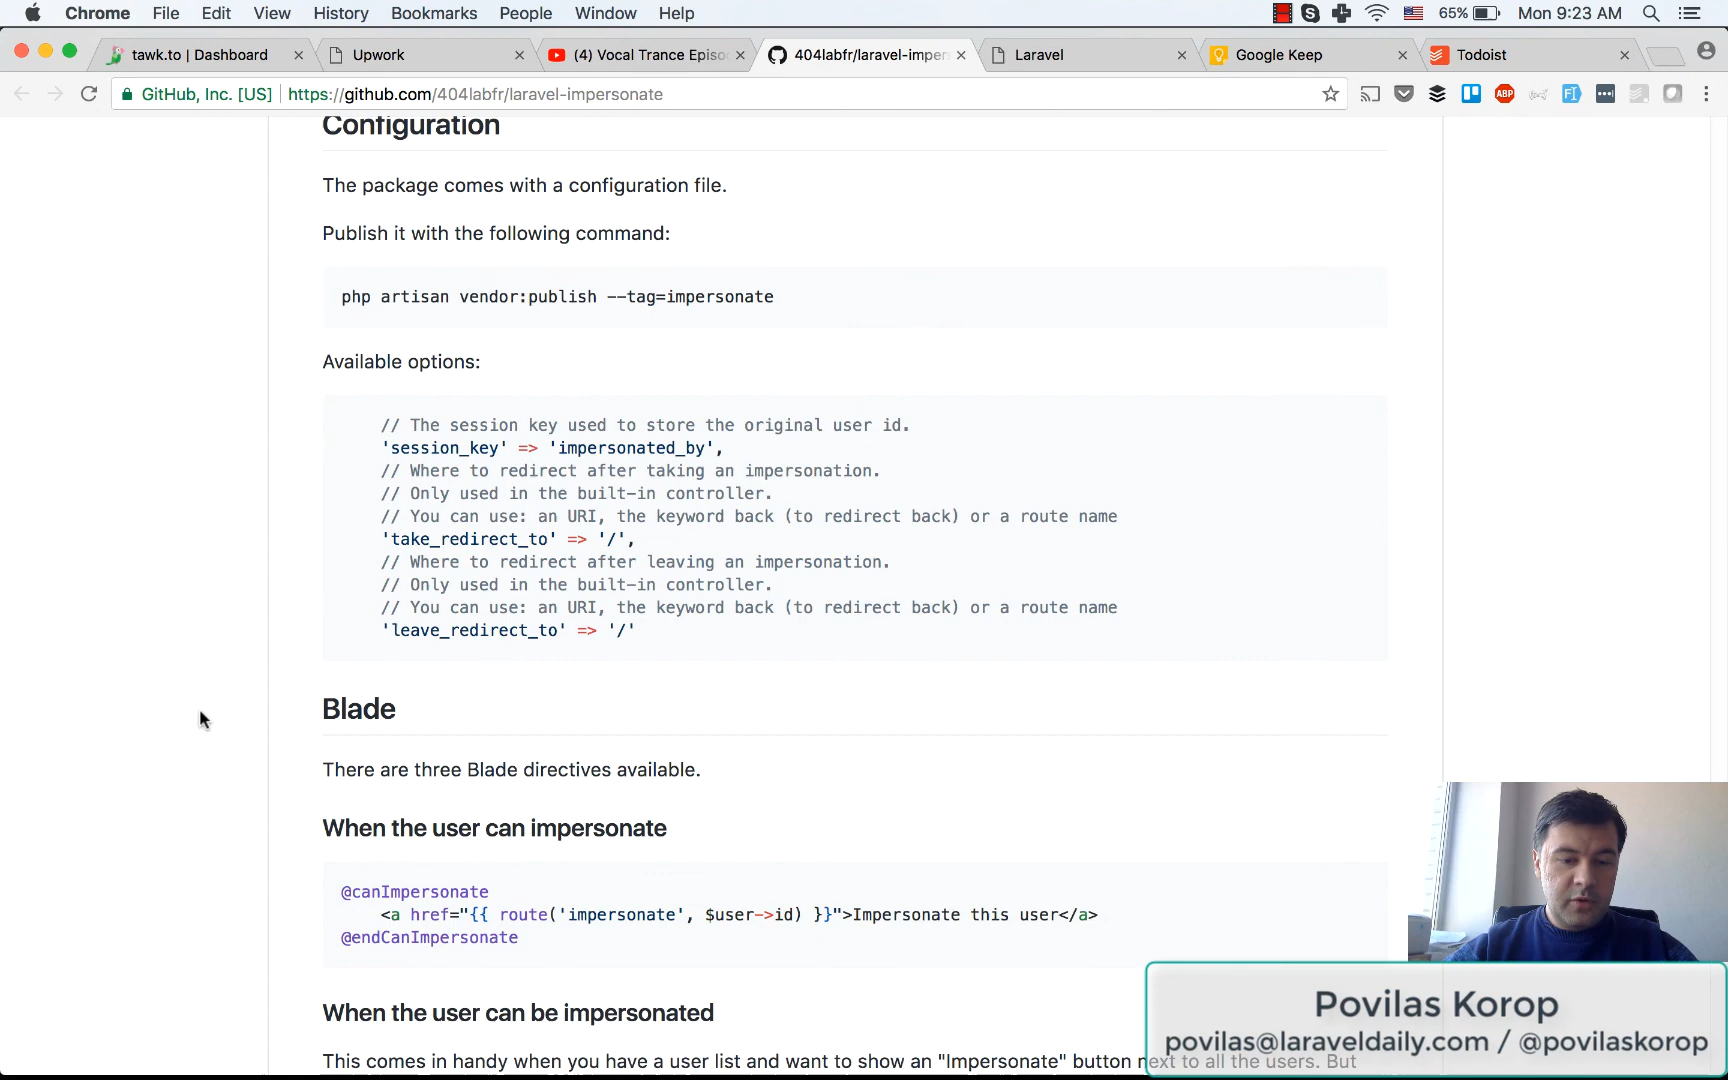 Chrome File Edit View History Bookmarks People Window Help 65% Mon 9:23 AM
tawk.to | Dashboard Upwork (4) Vocal Trance Episo 404labfr/laravel-imper Laravel Google Keep Todoist
GitHub, Inc. [US] https://github.com/404labfr/laravel-impersonate ABP
Configuration
The package comes with a configuration file.
Publish it with the following command:
php artisan vendor:publish --tag=impersonate
Available options:
// The session key used to store the original user id.
'session_key' => 'impersonated_by',
// Where to redirect after taking an impersonation.
// Only used in the built-in controller.
// You can use: an URI, the keyword back (to redirect back) or a route name
'take_redirect_to' => '/',
// Where to redirect after leaving an impersonation.
// Only used in the built-in controller.
// You can use: an URI, the keyword back (to redirect back) or a route name
'leave_redirect_to' => '/'
Blade
There are three Blade directives available.
When the user can impersonate
@canImpersonate
<a href="{{ route('impersonate', $user->id) }}">Impersonate this user</a>
@endCanImpersonate
When the user can be impersonated
This comes in handy when you have a user list and want to show an "Impersonate" button next to all the users. But
Povilas Korop
povilas@laraveldaily.com / @povilaskorop